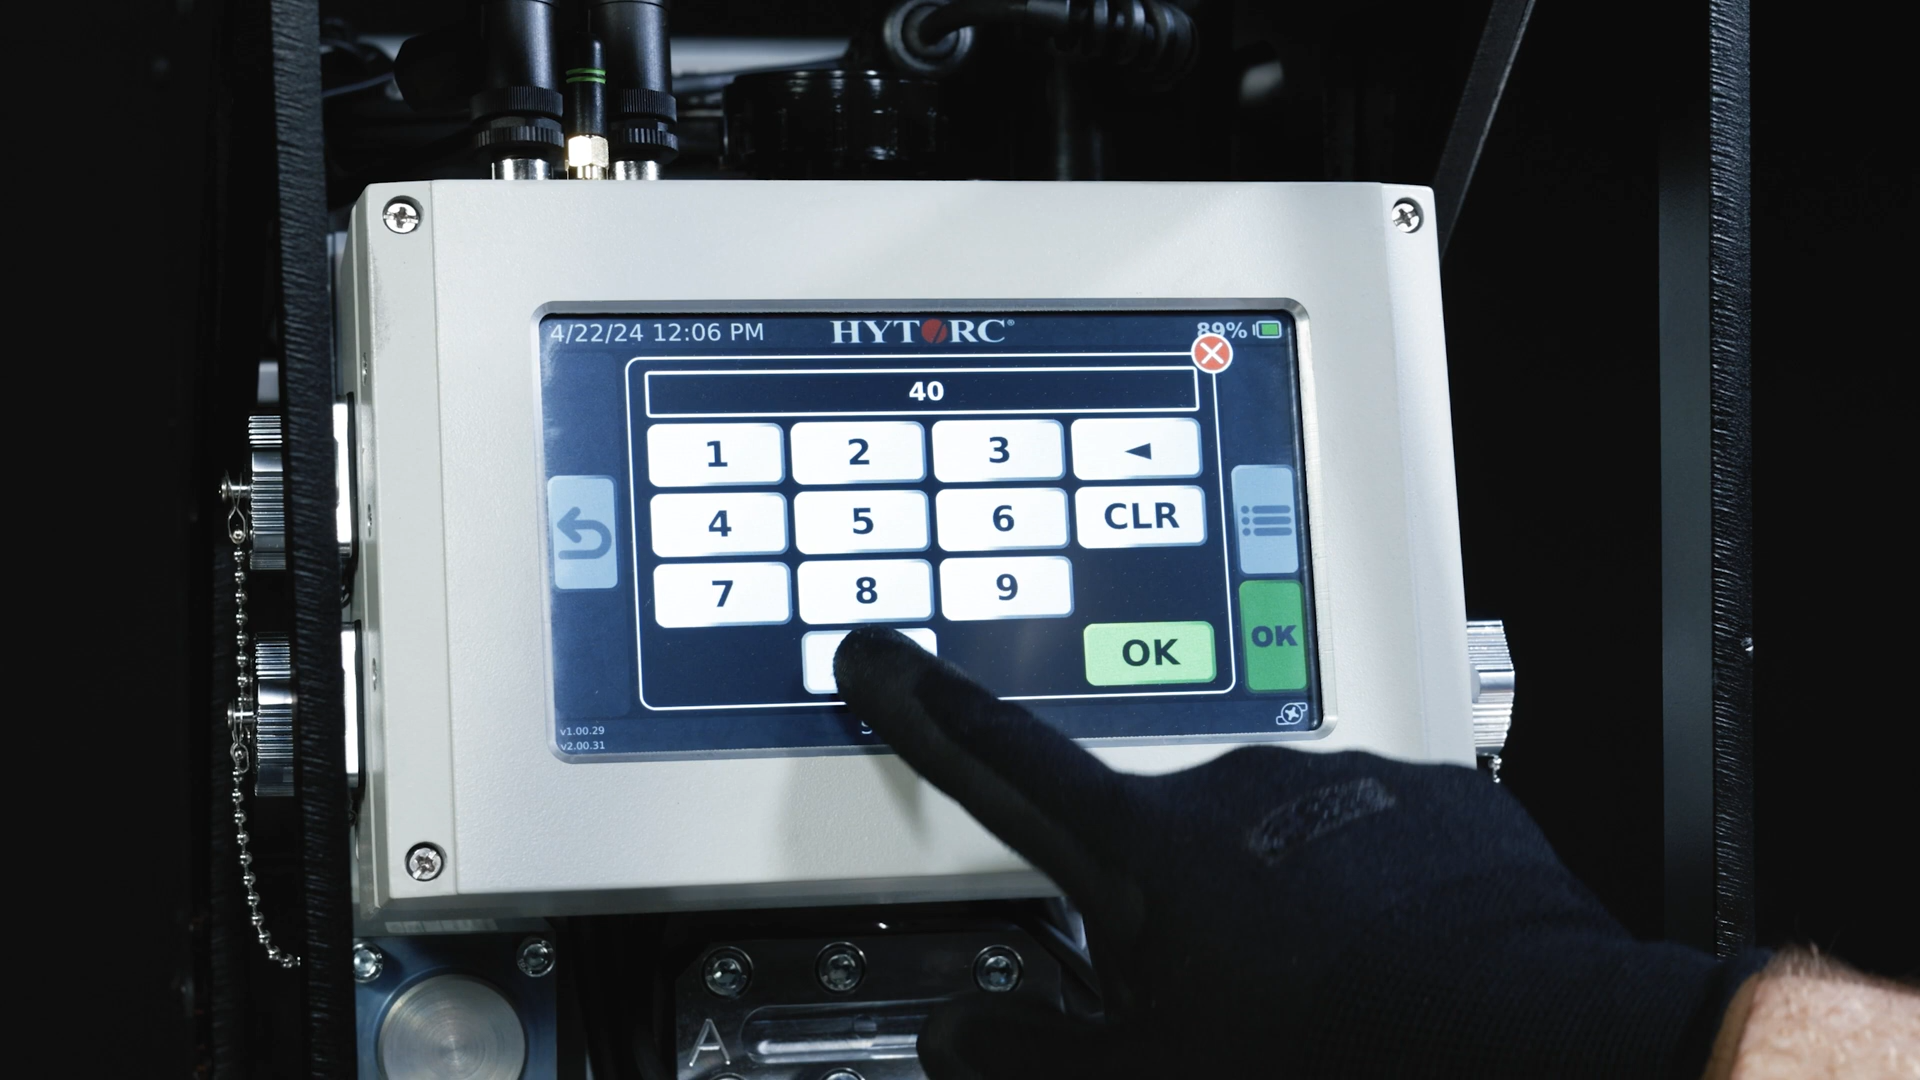 4/22/24 12:06 PM HYTORC® 89%
40
1 2 3 ◄
4 5 6 CLR
7 8 9
OK OK
v1.00.29
v2.00.31
A